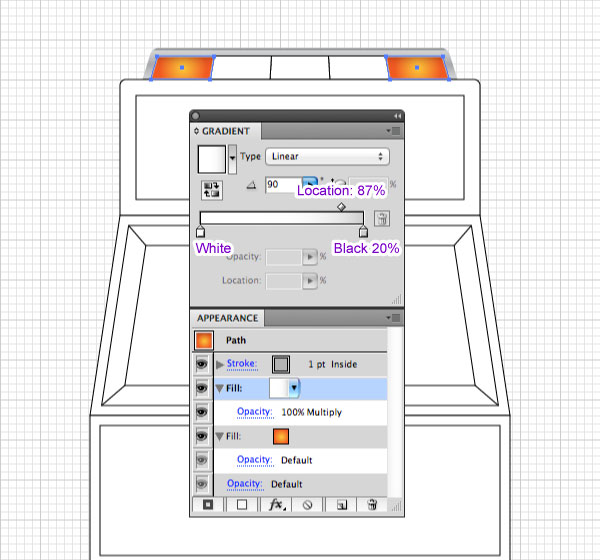 GRADIENT
Type Linear
90 ° %
Location: 87%
White Black 20%
Opacity: %
Location: %
APPEARANCE
Path
Stroke: 1 pt Inside
Fill:
Opacity: 100% Multiply
Fill:
Opacity: Default
Opacity: Default
fx